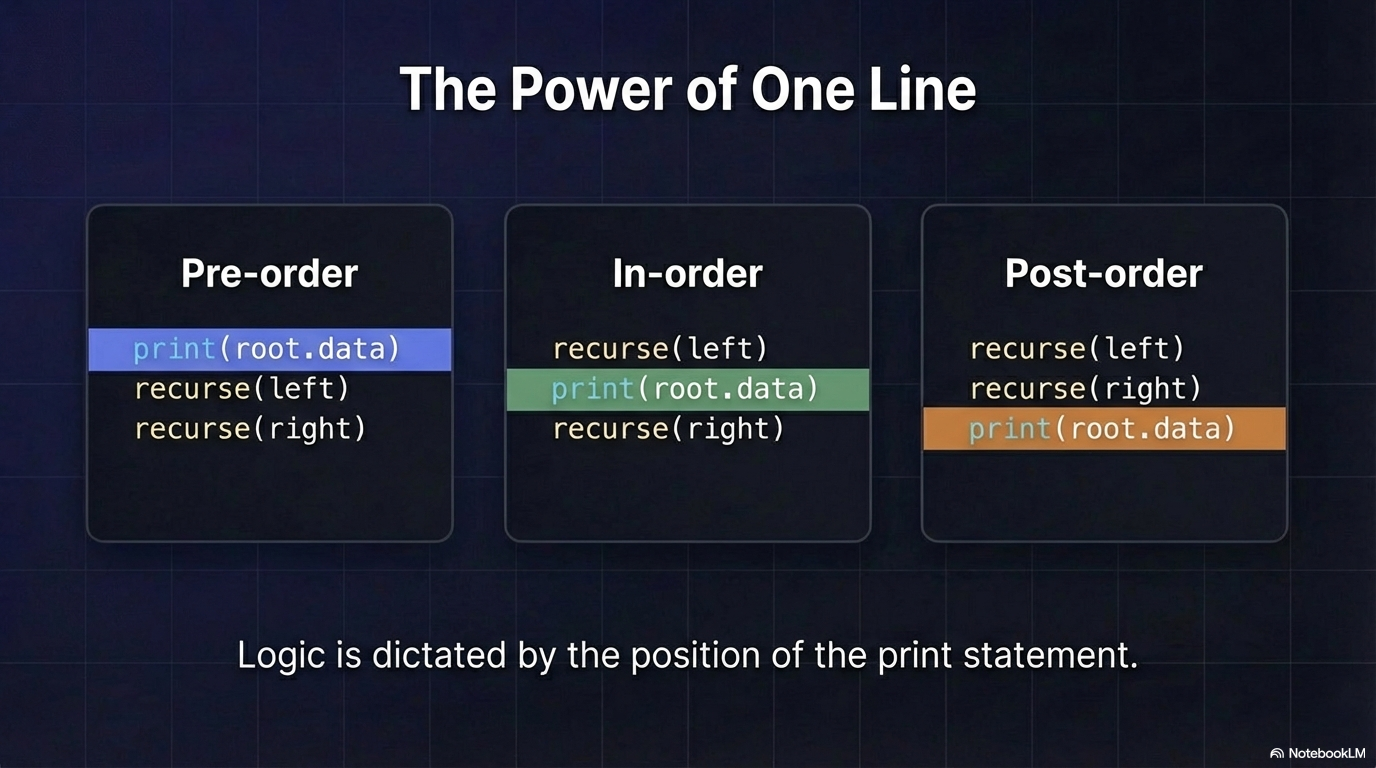 The Power of One Line
Pre-order
print(root.data)
recurse(left)
recurse(right)
In-order
recurse(left)
print(root.data)
recurse(right)
Post-order
recurse(left)
recurse(right)
print(root.data)
Logic is dictated by the position of the print statement.
NotebookLM